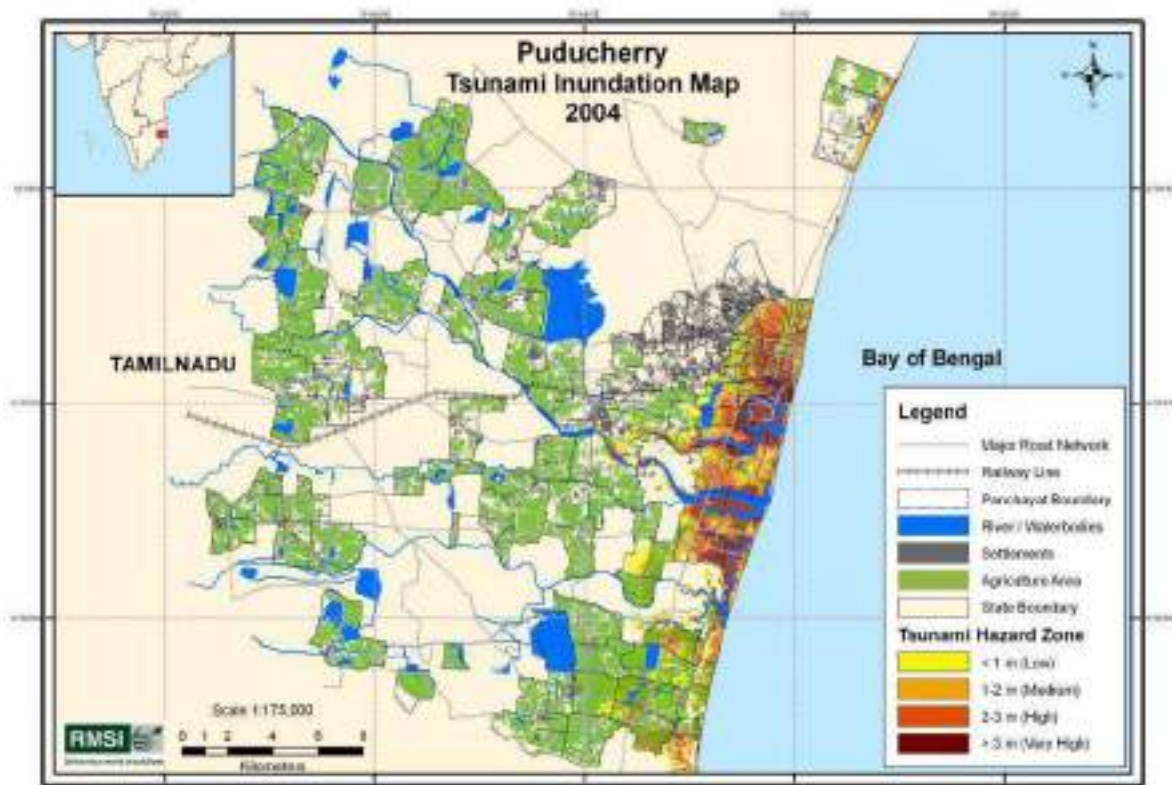 Puducherry
Tsunami Inundation Map
2004
TAMILNADU
Bay of Bengal
Legend
Major Road Network
Railway Line
Panchayat Boundary
River / Waterbodies
Settlements
Agriculture Area
State Boundary
Tsunami Hazard Zone
< 1 m (Low)
1-2 m (Medium)
2-3 m (High)
> 3 m (Very High)
Scale 1:175,000
RMSI
0 1 2 4 6 8
Kilometers